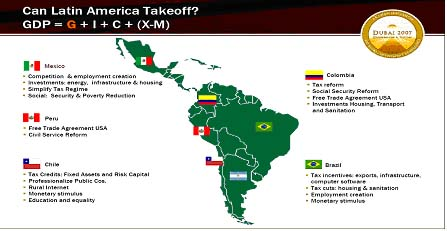 Can Latin America Takeoff?
GDP = G + I + C + (X-M)
DUBAI 2007
Mexico
• Competition & employment creation
• Investments: energy, infrastructure & housing
• Simplify Tax Regime
• Social: Security & Poverty Reduction
Peru
• Free Trade Agreement USA
• Civil Service Reform
Chile
• Tax Credits: Fixed Assets and Risk Capital
• Professionalize Public Cos.
• Rural Internet
• Monetary stimulus
• Education and equality
Colombia
• Tax reform
• Social Security Reform
• Free Trade Agreement USA
• Investments Housing, Transport
and Sanitation
Brazil
• Tax incentives: exports, infrastructure,
computer software
• Tax cuts: housing & sanitation
• Employment creation
• Monetary stimulus